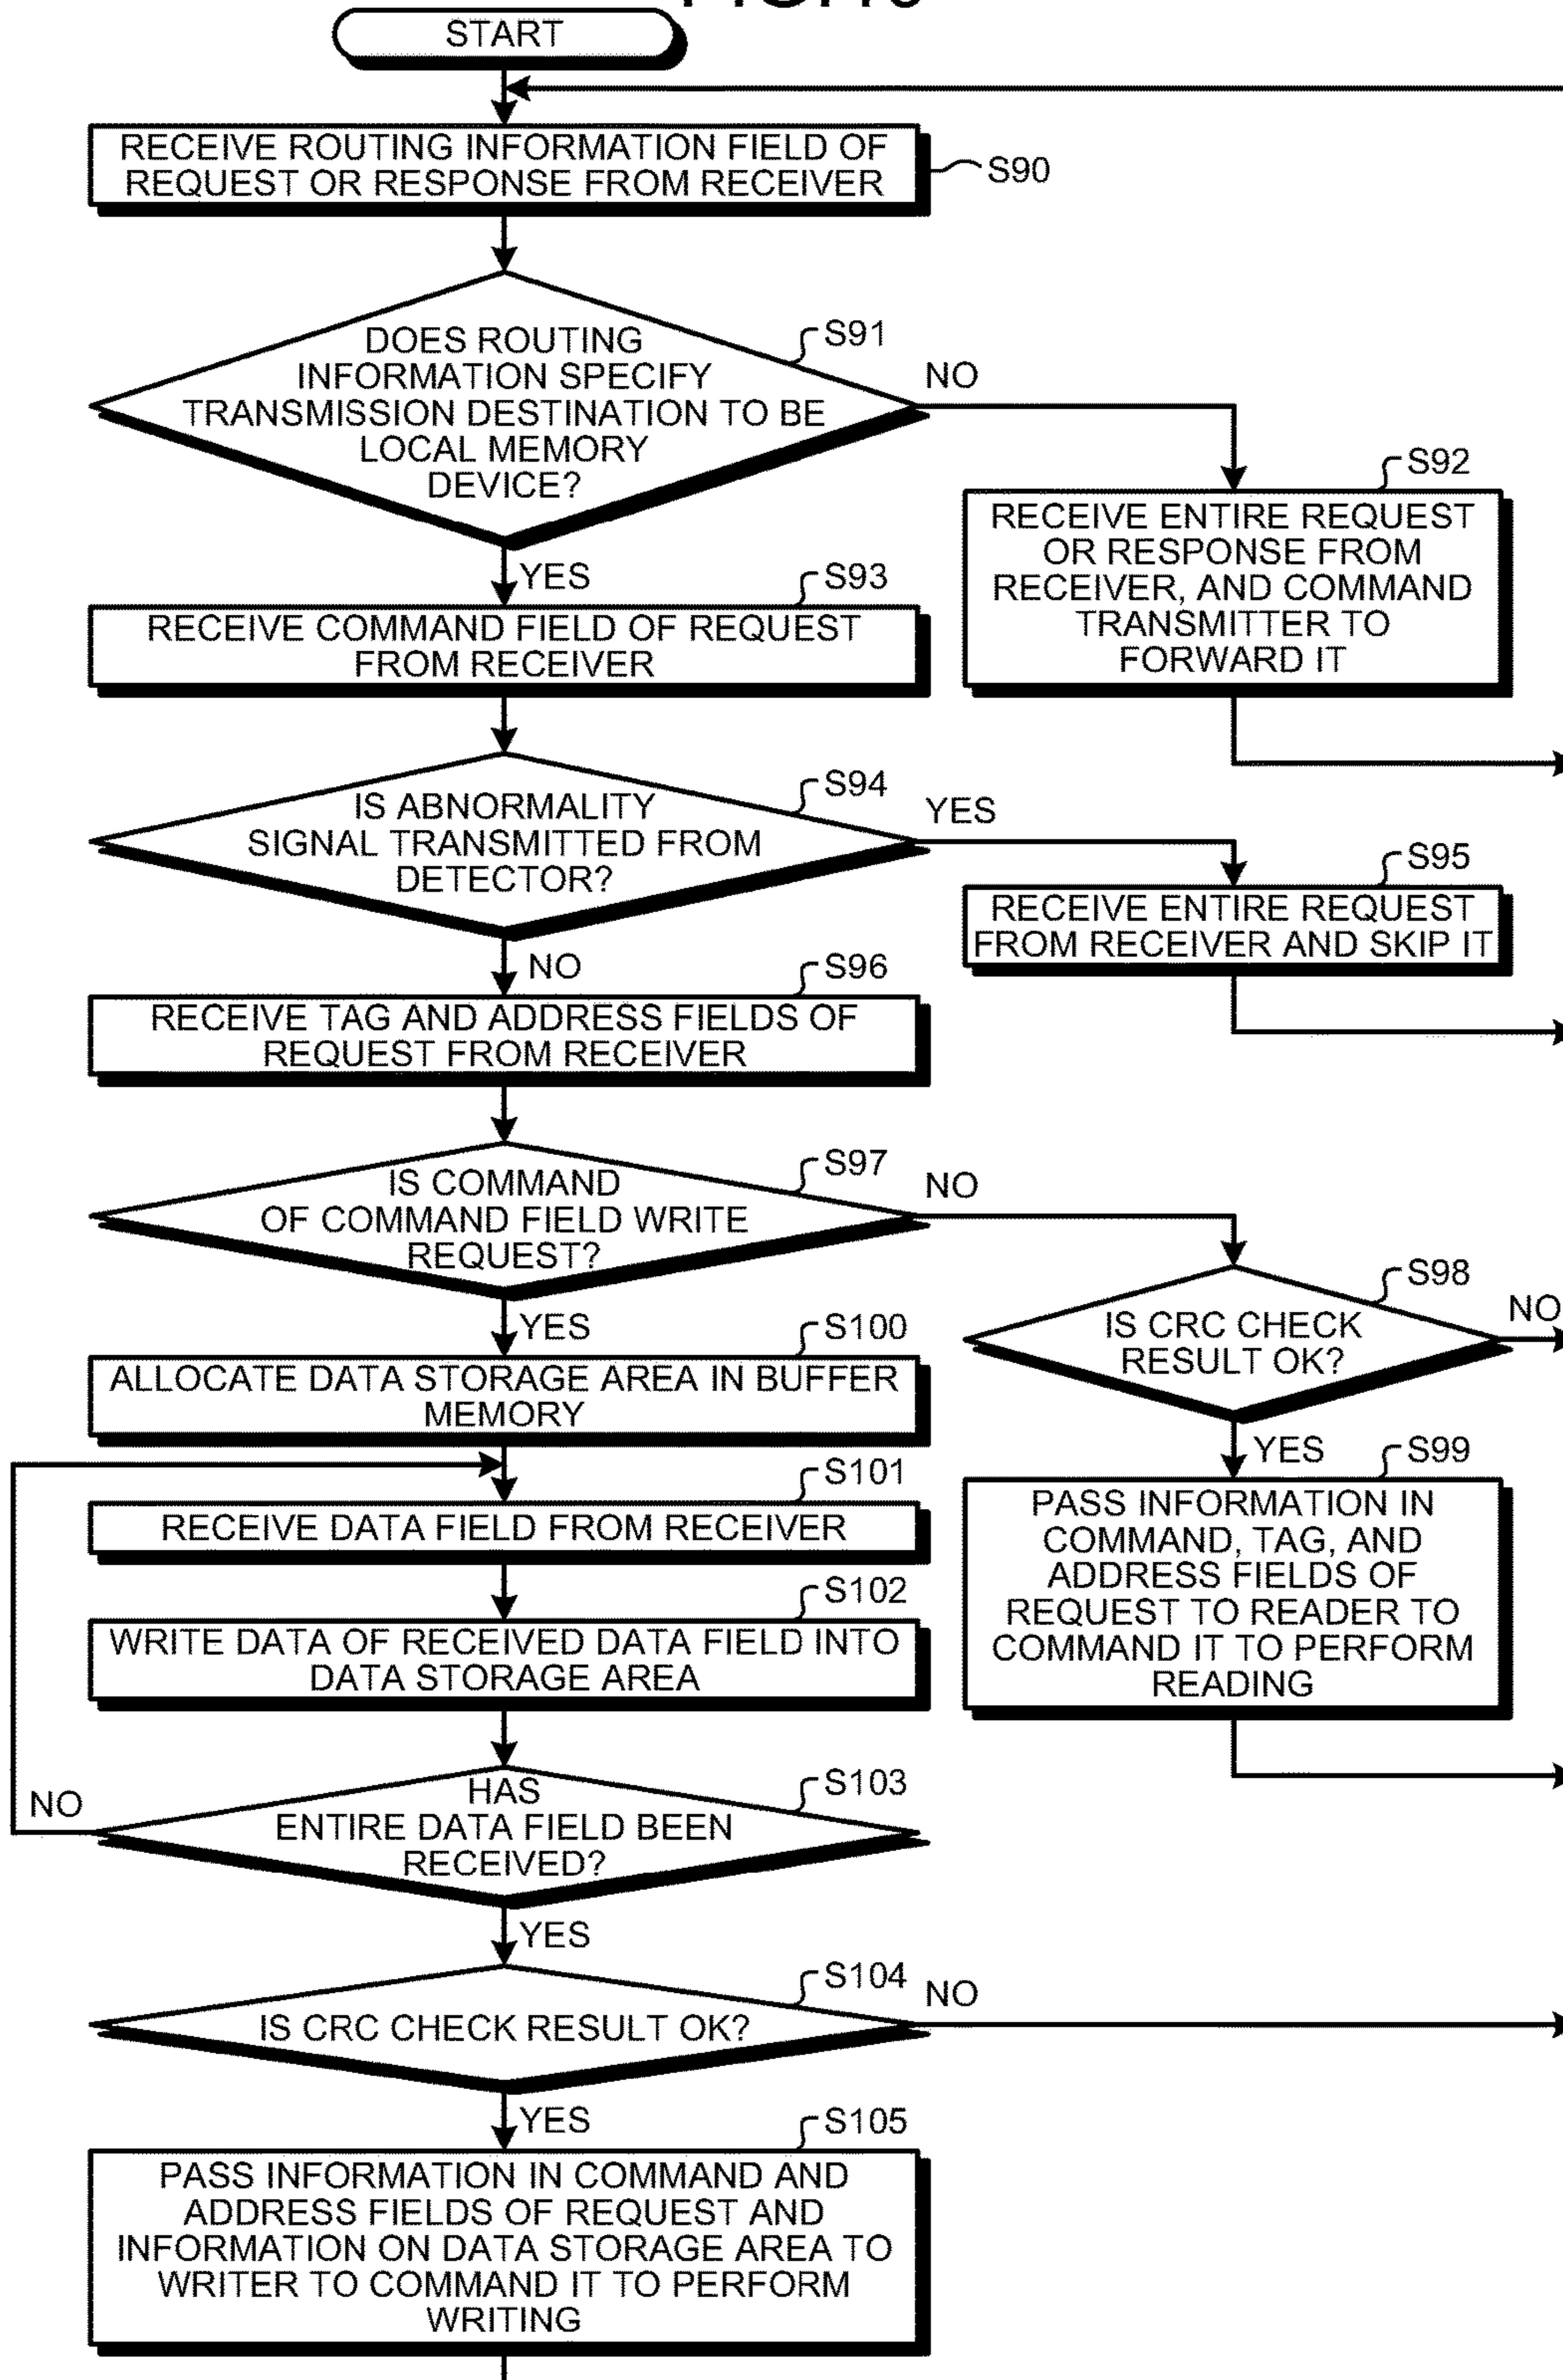 START
RECEIVE ROUTING INFORMATION FIELD OF
REQUEST OR RESPONSE FROM RECEIVER
S90
DOES ROUTING
INFORMATION SPECIFY
TRANSMISSION DESTINATION TO BE
LOCAL MEMORY
DEVICE?
S91
NO
YES
S92
RECEIVE ENTIRE REQUEST
OR RESPONSE FROM
RECEIVER, AND COMMAND
TRANSMITTER TO
FORWARD IT
S93
RECEIVE COMMAND FIELD OF REQUEST
FROM RECEIVER
S94
IS ABNORMALITY
SIGNAL TRANSMITTED FROM
DETECTOR?
YES
NO
S95
RECEIVE ENTIRE REQUEST
FROM RECEIVER AND SKIP IT
S96
RECEIVE TAG AND ADDRESS FIELDS OF
REQUEST FROM RECEIVER
S97
IS COMMAND
OF COMMAND FIELD WRITE
REQUEST?
NO
YES
S98
IS CRC CHECK
RESULT OK?
NO
YES
S99
PASS INFORMATION IN
COMMAND, TAG, AND
ADDRESS FIELDS OF
REQUEST TO READER TO
COMMAND IT TO PERFORM
READING
S100
ALLOCATE DATA STORAGE AREA IN BUFFER
MEMORY
S101
RECEIVE DATA FIELD FROM RECEIVER
S102
WRITE DATA OF RECEIVED DATA FIELD INTO
DATA STORAGE AREA
S103
HAS
ENTIRE DATA FIELD BEEN
RECEIVED?
NO
YES
S104
IS CRC CHECK RESULT OK?
NO
YES
S105
PASS INFORMATION IN COMMAND AND
ADDRESS FIELDS OF REQUEST AND
INFORMATION ON DATA STORAGE AREA TO
WRITER TO COMMAND IT TO PERFORM
WRITING